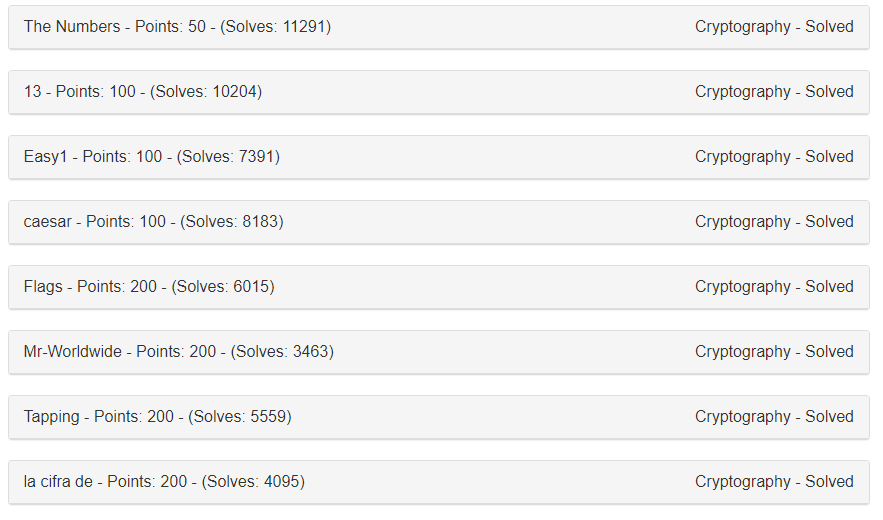 The Numbers - Points: 50 - (Solves: 11291) Cryptography - Solved
13 - Points: 100 - (Solves: 10204) Cryptography - Solved
Easy1 - Points: 100 - (Solves: 7391) Cryptography - Solved
caesar - Points: 100 - (Solves: 8183) Cryptography - Solved
Flags - Points: 200 - (Solves: 6015) Cryptography - Solved
Mr-Worldwide - Points: 200 - (Solves: 3463) Cryptography - Solved
Tapping - Points: 200 - (Solves: 5559) Cryptography - Solved
la cifra de - Points: 200 - (Solves: 4095) Cryptography - Solved